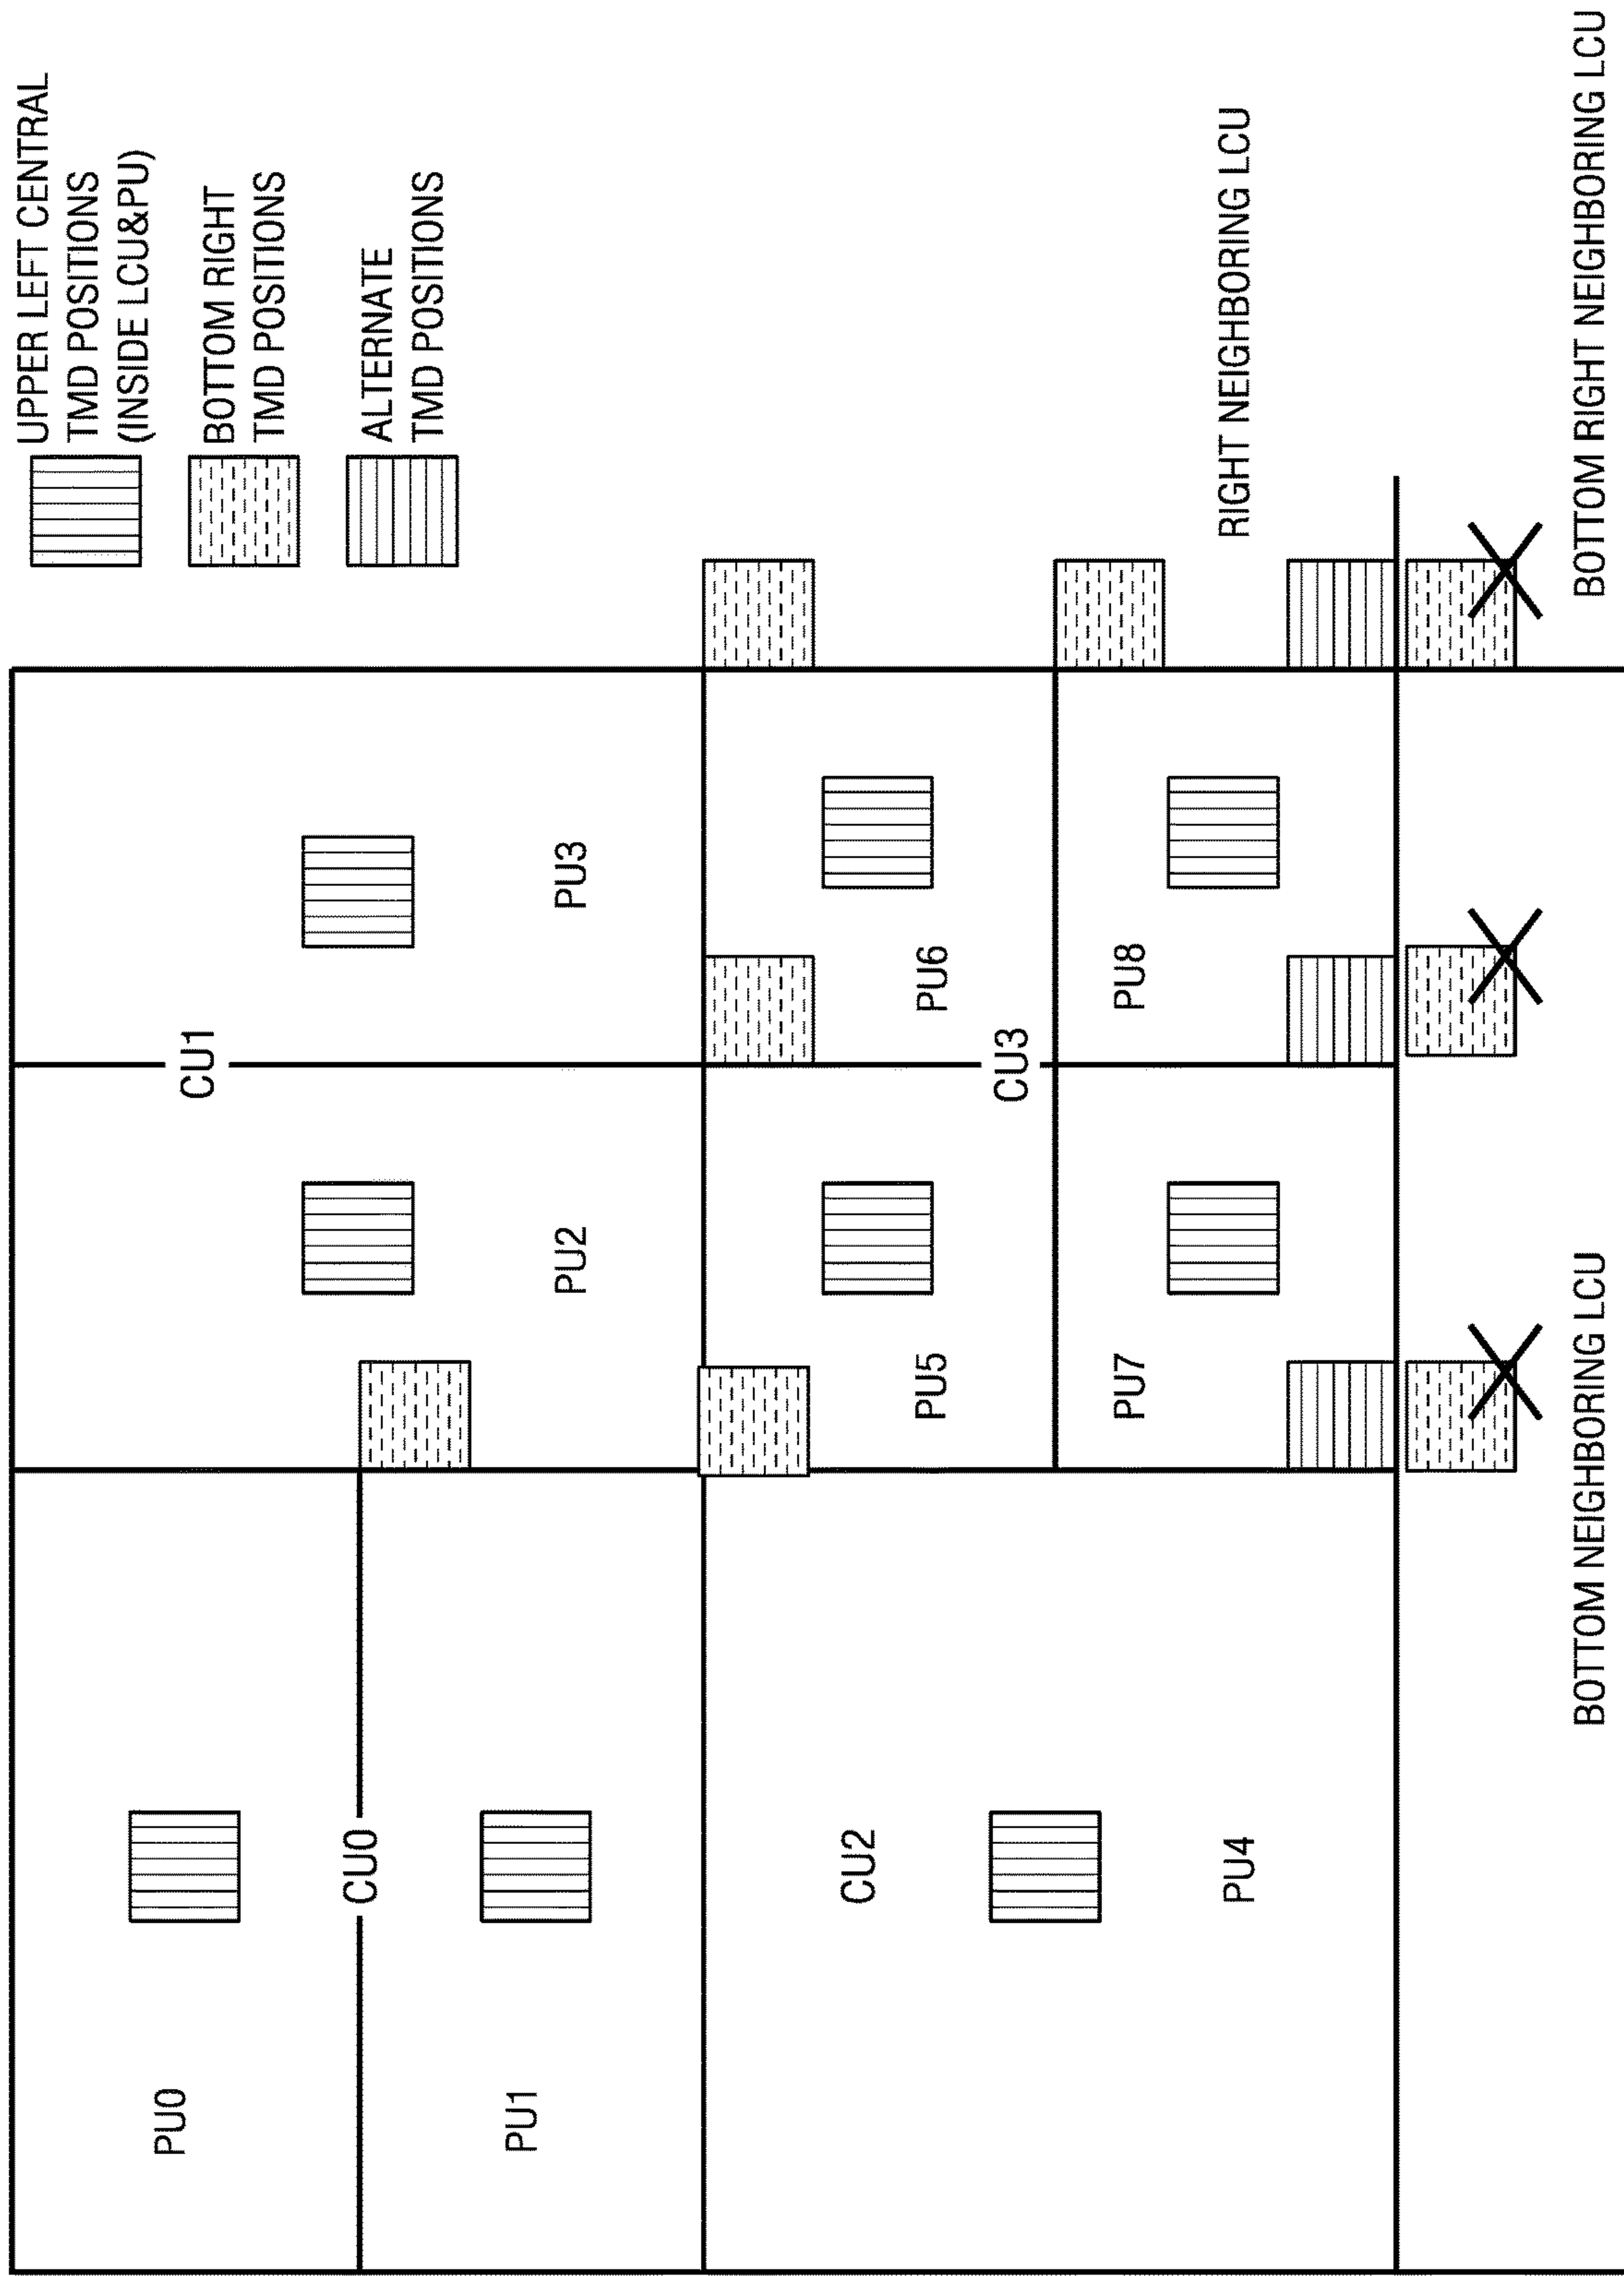 UPPER LEFT CENTRAL
TMD POSITIONS
(INSIDE LCU&PU)
BOTTOM RIGHT
TMD POSITIONS
ALTERNATE
TMD POSITIONS
PU0
CU1
CU0
PU1
PU2
PU3
CU2
PU5
PU6
CU3
PU7
PU8
PU4
RIGHT NEIGHBORING LCU
BOTTOM NEIGHBORING LCU
BOTTOM RIGHT NEIGHBORING LCU